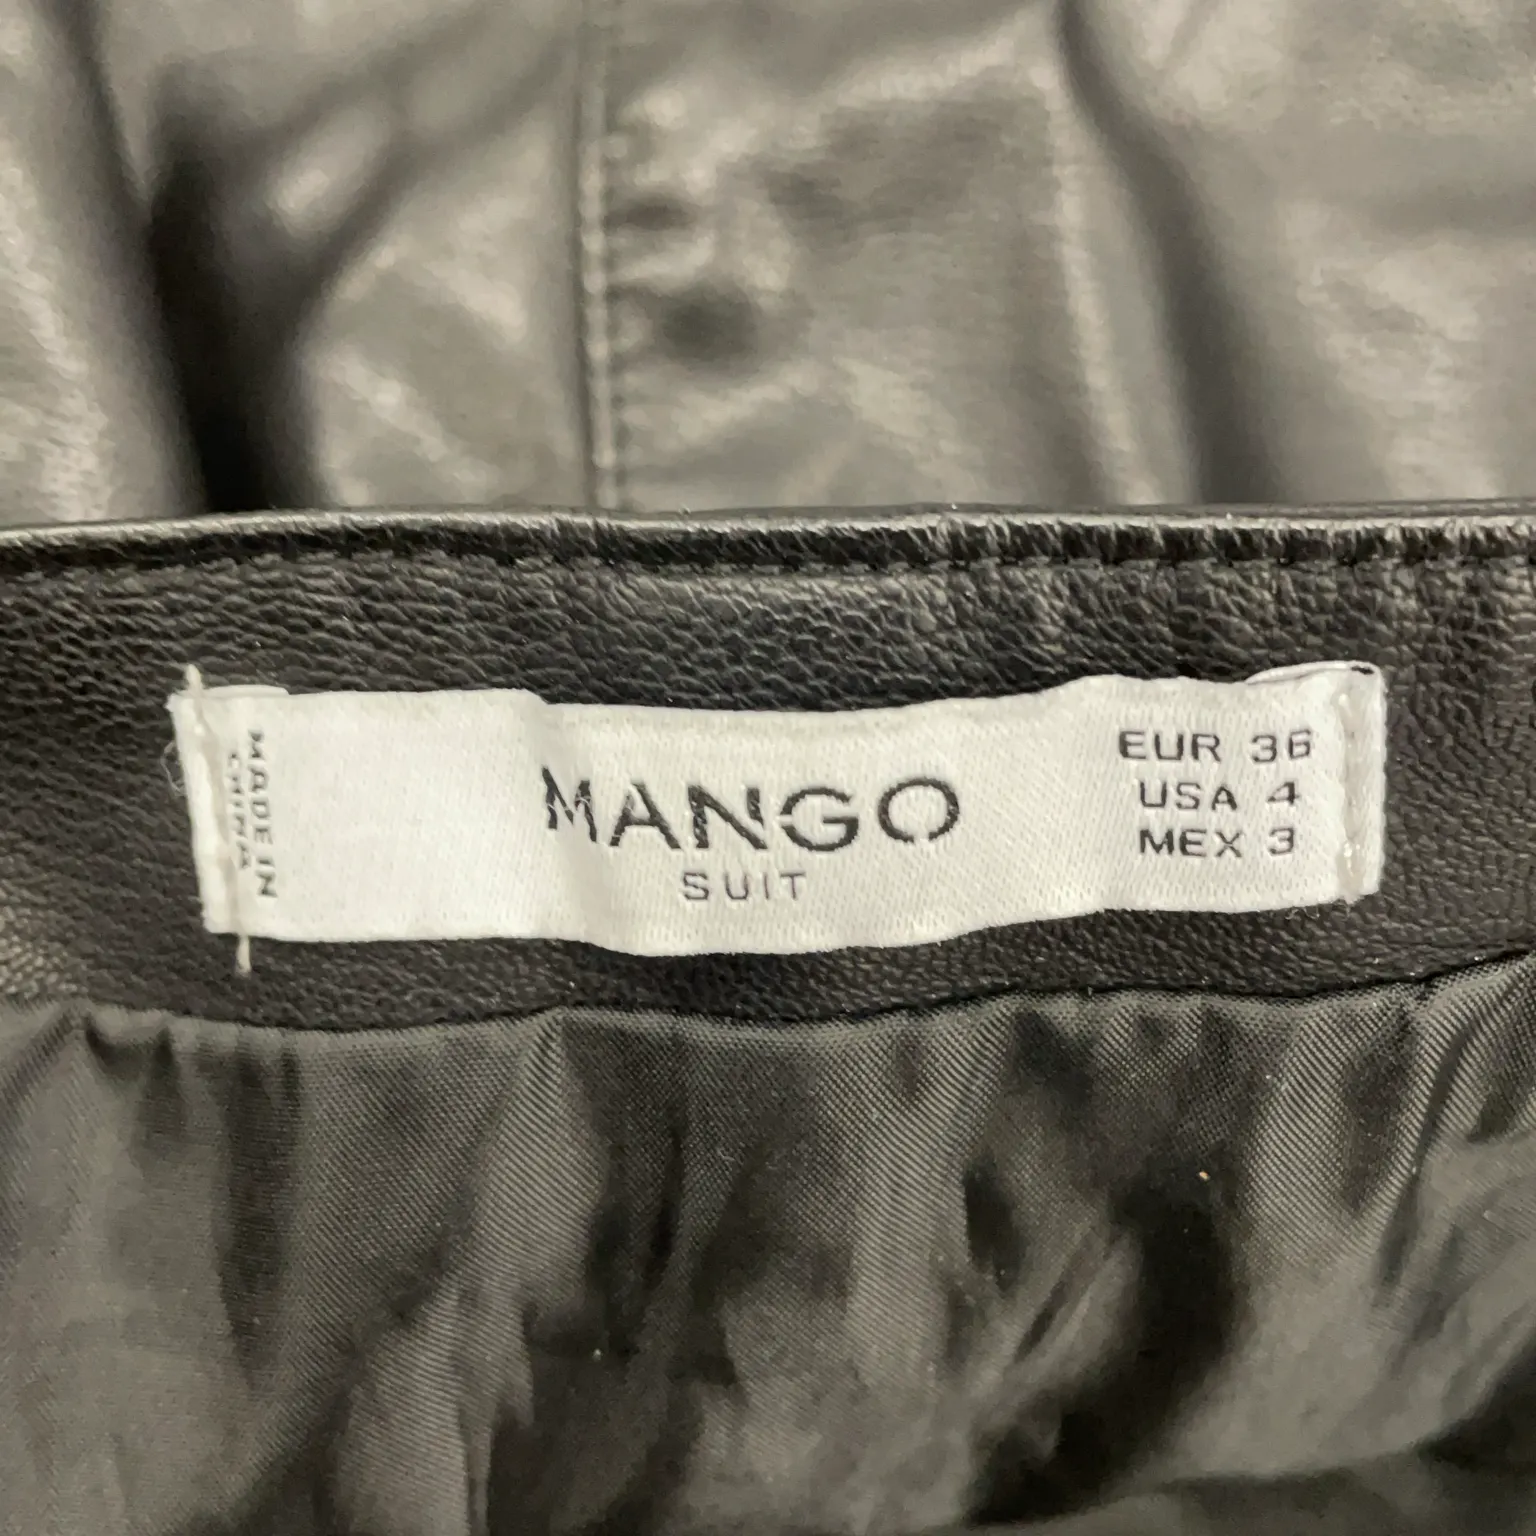 MADE IN
CHINA
MANGO
SUIT
EUR 36
USA 4
MEX 3